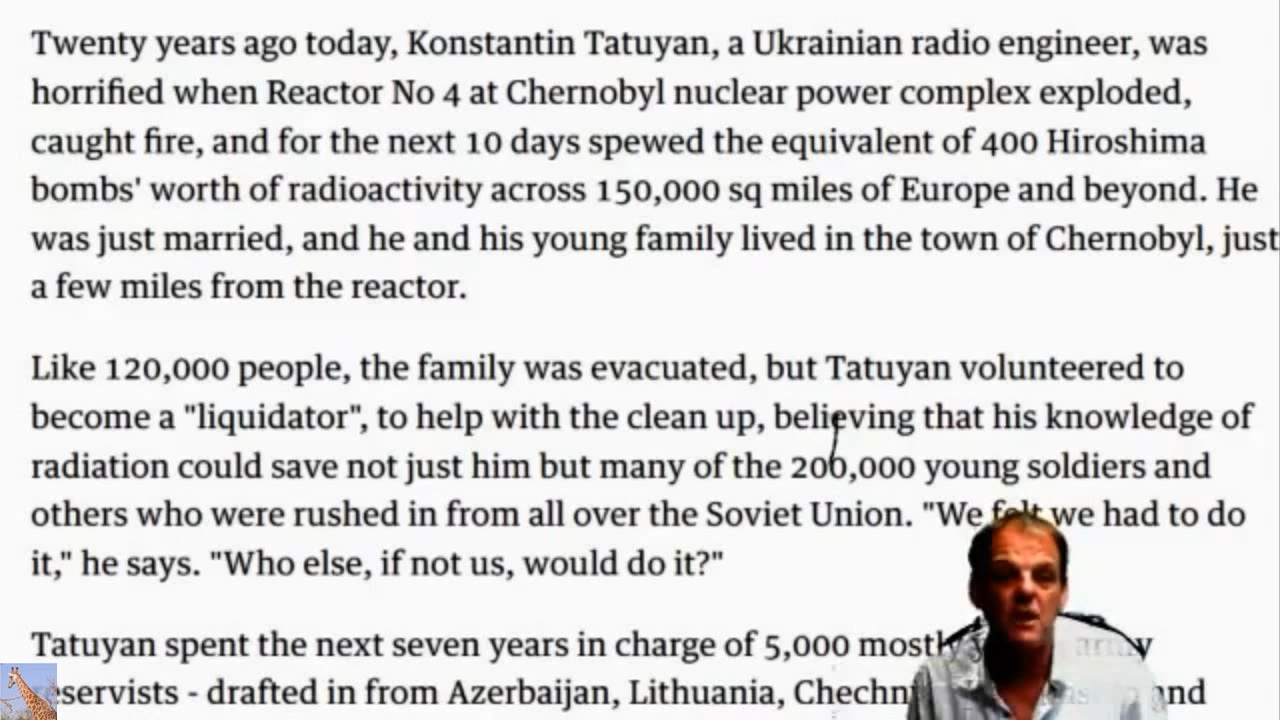 Twenty years ago today, Konstantin Tatuyan, a Ukrainian radio engineer, was
horrified when Reactor No 4 at Chernobyl nuclear power complex exploded,
caught fire, and for the next 10 days spewed the equivalent of 400 Hiroshima
bombs' worth of radioactivity across 150,000 sq miles of Europe and beyond. He
was just married, and he and his young family lived in the town of Chernobyl, just
a few miles from the reactor.
Like 120,000 people, the family was evacuated, but Tatuyan volunteered to
become a "liquidator", to help with the clean up, believing that his knowledge of
radiation could save not just him but many of the 200,000 young soldiers and
others who were rushed in from all over the Soviet Union. "We felt we had to do
it," he says. "Who else, if not us, would do it?"
Tatuyan spent the next seven years in charge of 5,000 mostly army
eservists - drafted in from Azerbaijan, Lithuania, Chechn and